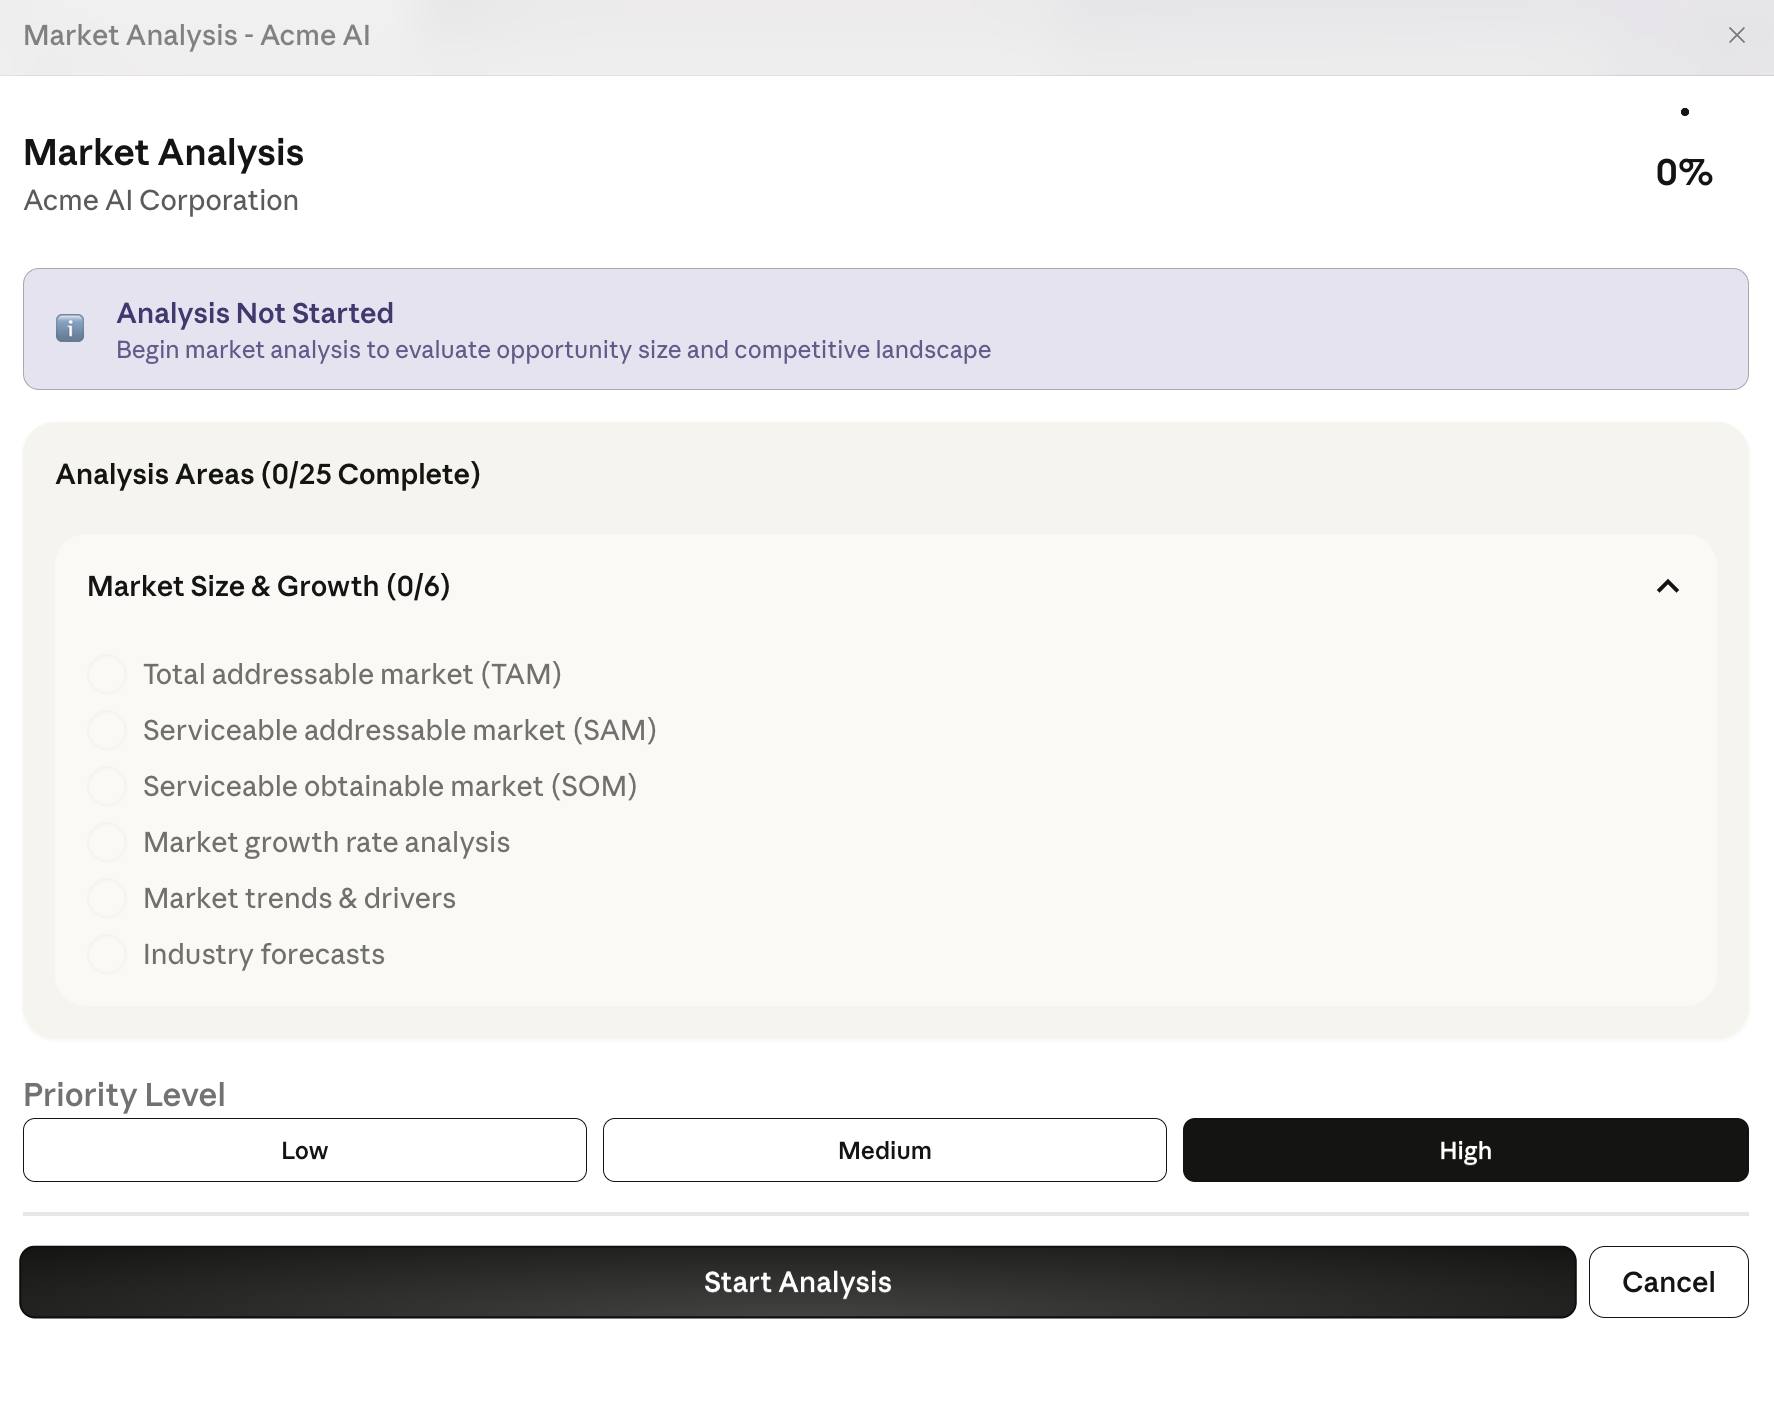 Market Analysis - Acme AI
Market Analysis
Acme AI Corporation
0%
Analysis Not Started
Begin market analysis to evaluate opportunity size and competitive landscape
Analysis Areas (0/25 Complete)
Market Size & Growth (0/6)
Total addressable market (TAM)
Serviceable addressable market (SAM)
Serviceable obtainable market (SOM)
Market growth rate analysis
Market trends & drivers
Industry forecasts
Priority Level
Low
Medium
High
Start Analysis
Cancel